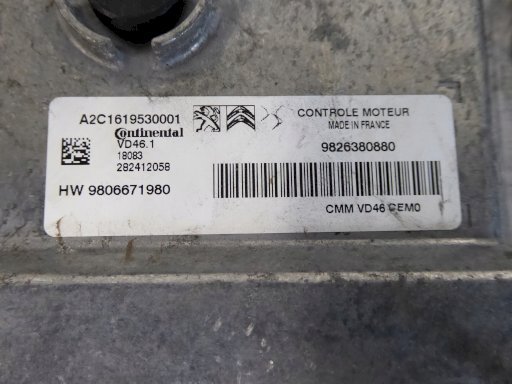 A2C1619530001
Continental
VD46.1
18083
282412058
HW 9806671980
CONTROLE MOTEUR
MADE IN FRANCE
9826380880
CMM VD46 CEM0